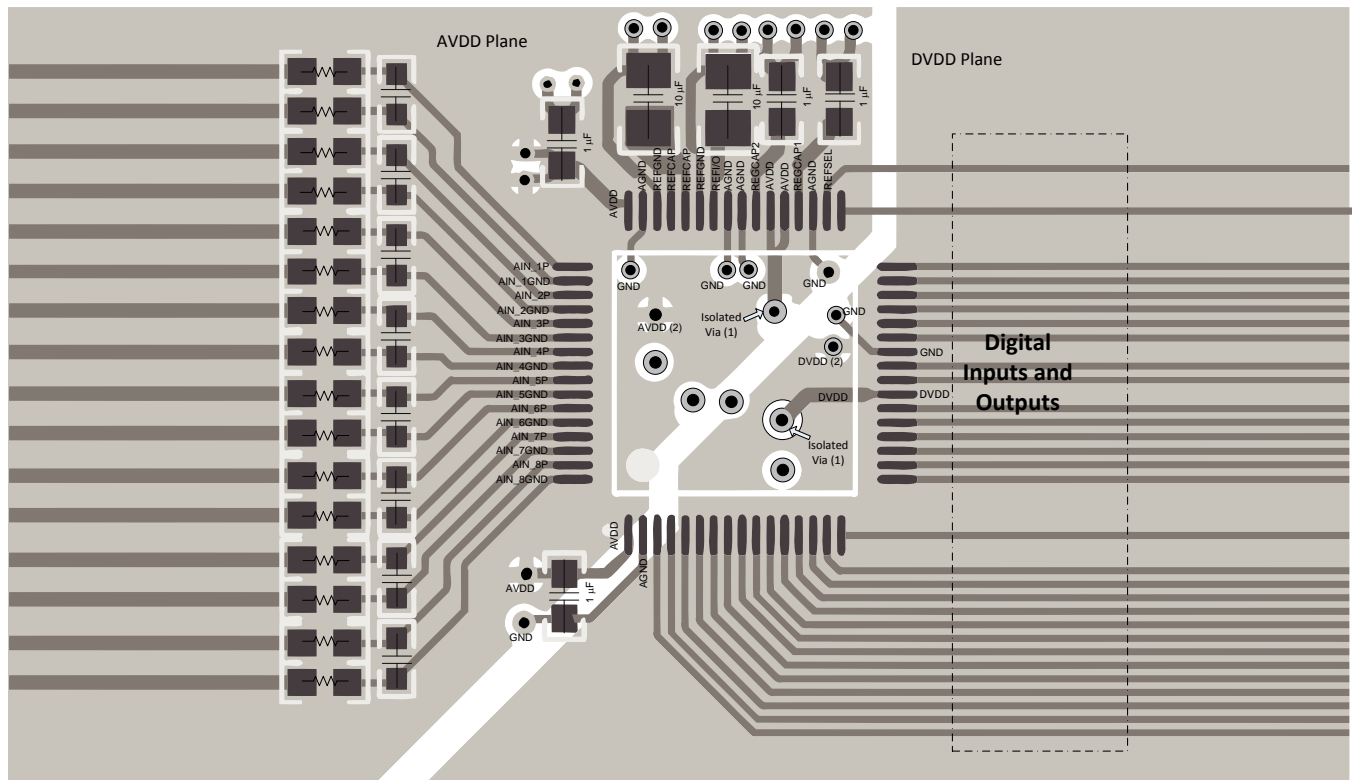 AVDD Plane
DVDD Plane
10 µF
10 µF
1 µF
1 µF
1 µF
AVDD
AGND
REFGND
REFCAP
REFCAP
REFGND
REFI/O
AGND
AGND
REGCAP2
AVDD
AVDD
REGCAP1
AGND
REFSEL
AIN_1P
AIN_1GND
AIN_2P
AIN_2GND
AIN_3P
AIN_3GND
AIN_4P
AIN_4GND
AIN_5P
AIN_5GND
AIN_6P
AIN_6GND
AIN_7P
AIN_7GND
AIN_8P
AIN_8GND
GND
GND
GND
GND
GND
AVDD (2)
Isolated
Via (1)
DVDD (2)
DVDD
Isolated
Via (1)
GND
DVDD
Digital
Inputs and
Outputs
AVDD
AGND
AVDD
GND
1 µF